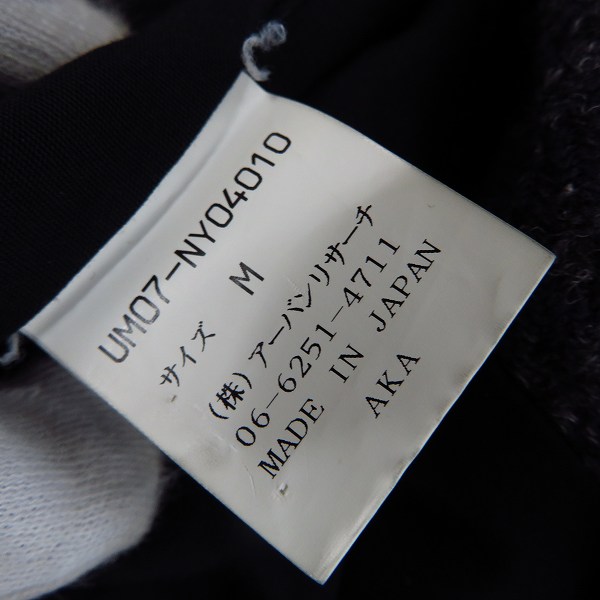 UM07-NY04010
サイズ M
(株)アーバンリサーチ
06-6251-4711
MADE IN JAPAN
AKA